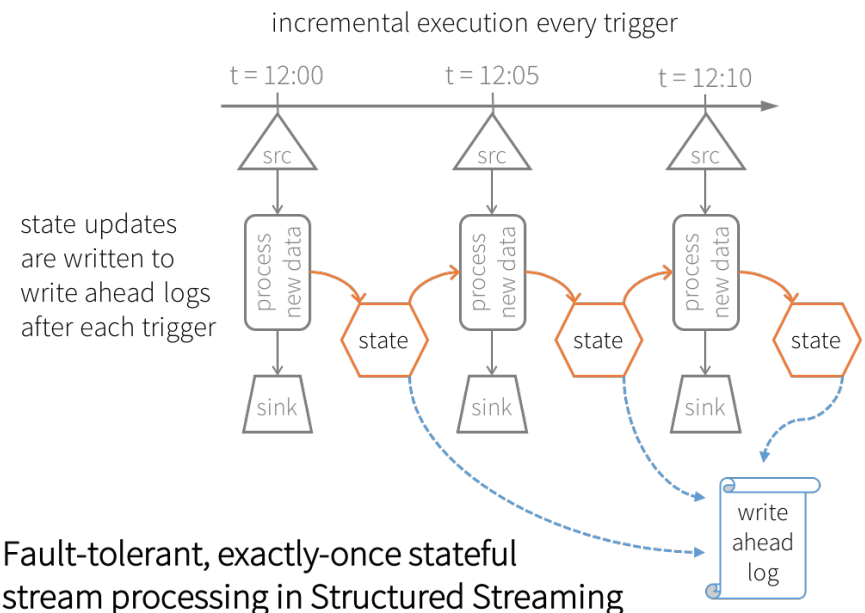 incremental execution every trigger
t = 12:00
t = 12:05
t = 12:10
src
src
src
state updates
are written to
write ahead logs
after each trigger
process
new data
process
new data
process
new data
state
state
state
sink
sink
sink
write
ahead
log
Fault-tolerant, exactly-once stateful
stream processing in Structured Streaming